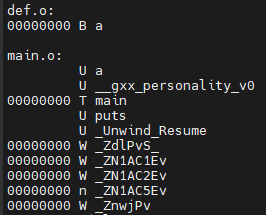 def.o:
00000000 B a
main.o:
U a
U __gxx_personality_v0
00000000 T main
U puts
U _Unwind_Resume
00000000 W _ZdlPvS_
00000000 W _ZN1AC1Ev
00000000 W _ZN1AC2Ev
00000000 n _ZN1AC5Ev
00000000 W _ZnwjPv